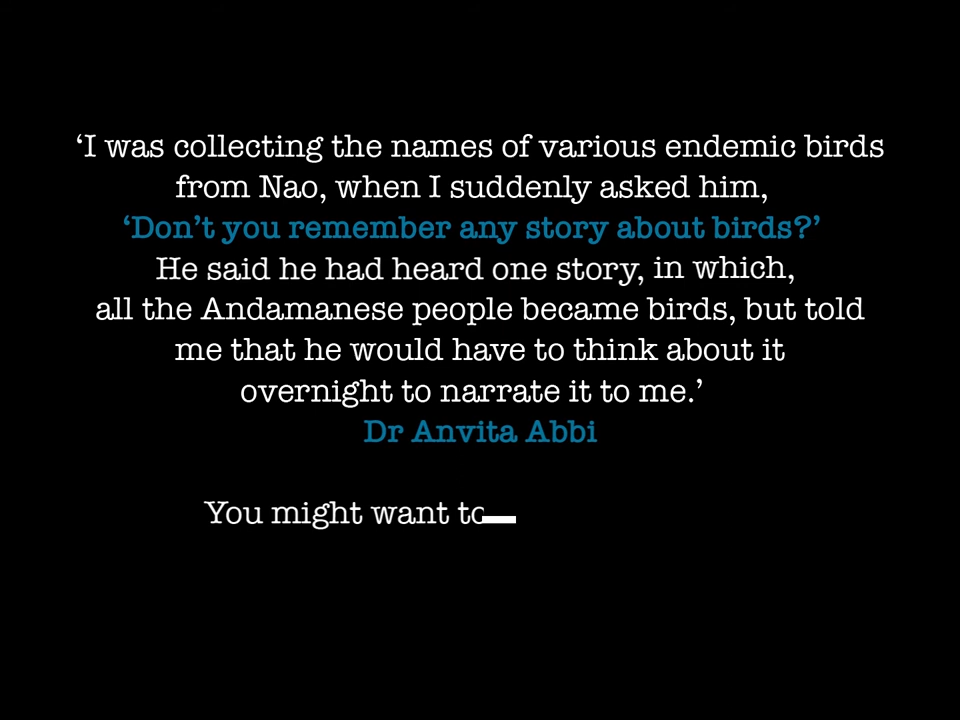 ‘I was collecting the names of various endemic birds
from Nao, when I suddenly asked him,
‘Don’t you remember any story about birds?’
He said he had heard one story, in which,
all the Andamanese people became birds, but told
me that he would have to think about it
overnight to narrate it to me.’
Dr Anvita Abbi
You might want to